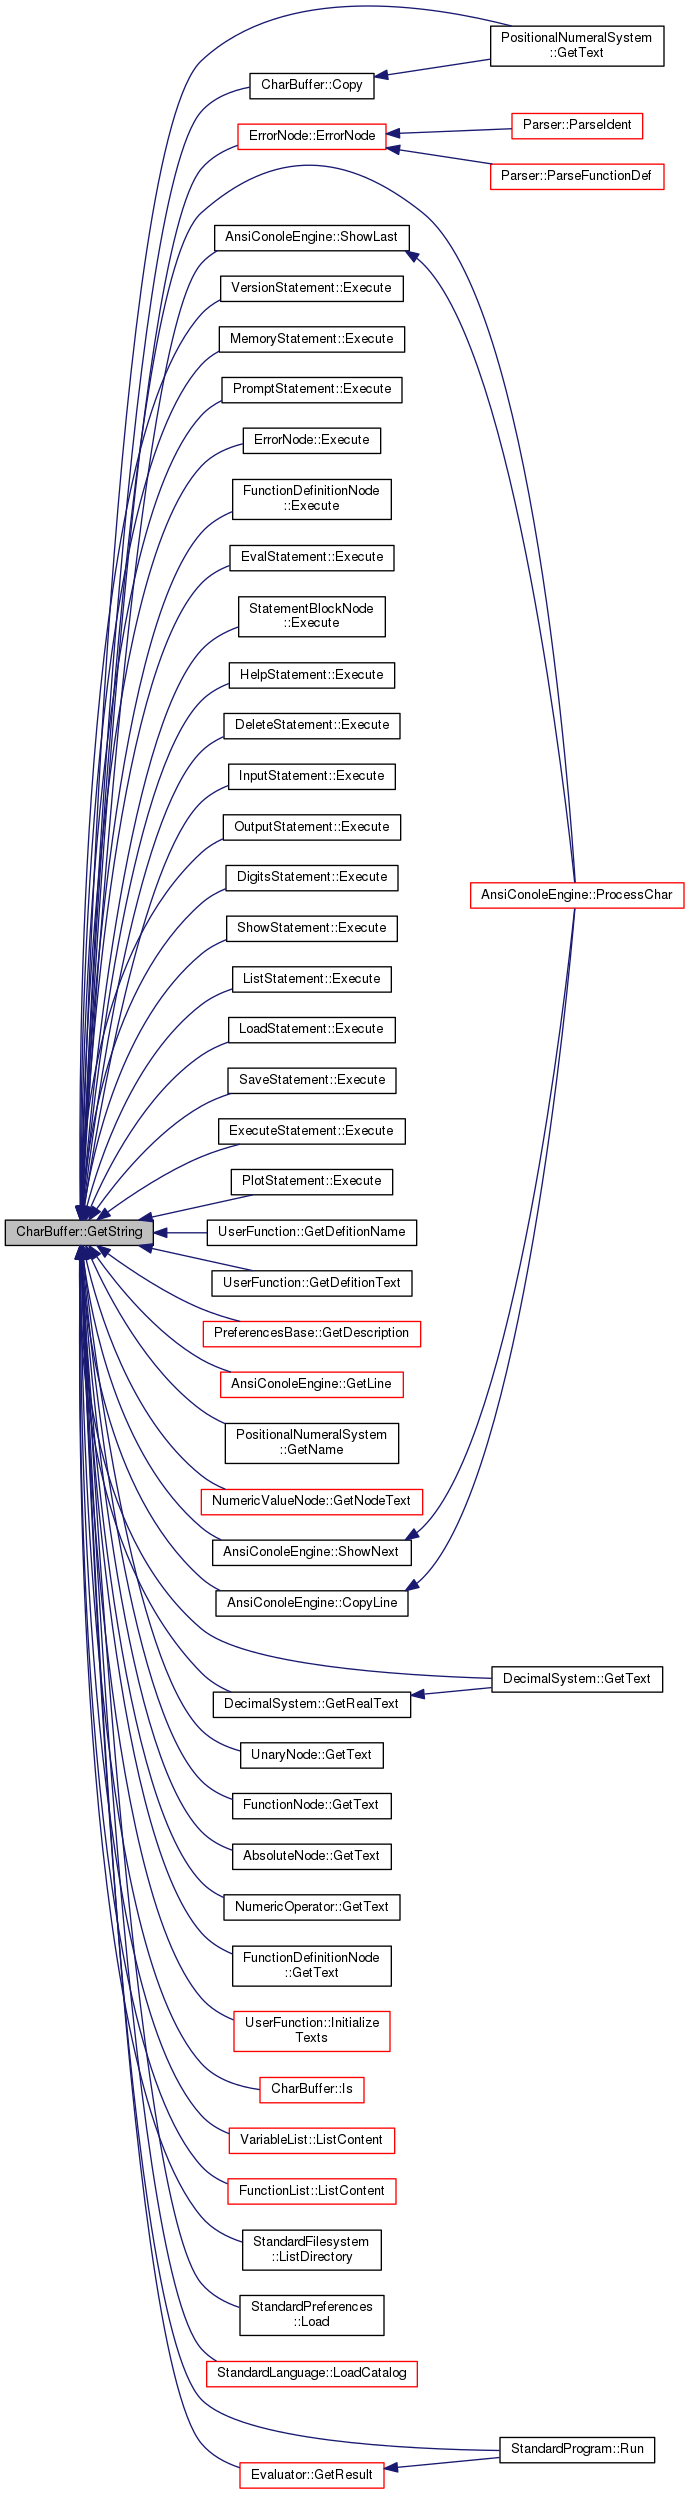 PositionalNumeralSystem
::GetText
CharBuffer::Copy
ErrorNode::ErrorNode
Parser::ParseIdent
Parser::ParseFunctionDef
AnsiConoleEngine::ShowLast
VersionStatement::Execute
MemoryStatement::Execute
PromptStatement::Execute
ErrorNode::Execute
FunctionDefinitionNode
::Execute
EvalStatement::Execute
StatementBlockNode
::Execute
HelpStatement::Execute
DeleteStatement::Execute
InputStatement::Execute
OutputStatement::Execute
DigitsStatement::Execute
AnsiConoleEngine::ProcessChar
ShowStatement::Execute
ListStatement::Execute
LoadStatement::Execute
SaveStatement::Execute
ExecuteStatement::Execute
PlotStatement::Execute
CharBuffer::GetString
UserFunction::GetDefitionName
UserFunction::GetDefitionText
PreferencesBase::GetDescription
AnsiConoleEngine::GetLine
PositionalNumeralSystem
::GetName
NumericValueNode::GetNodeText
AnsiConoleEngine::ShowNext
AnsiConoleEngine::CopyLine
DecimalSystem::GetText
DecimalSystem::GetRealText
UnaryNode::GetText
FunctionNode::GetText
AbsoluteNode::GetText
NumericOperator::GetText
FunctionDefinitionNode
::GetText
UserFunction::Initialize
Texts
CharBuffer::Is
VariableList::ListContent
FunctionList::ListContent
StandardFilesystem
::ListDirectory
StandardPreferences
::Load
StandardLanguage::LoadCatalog
StandardProgram::Run
Evaluator::GetResult